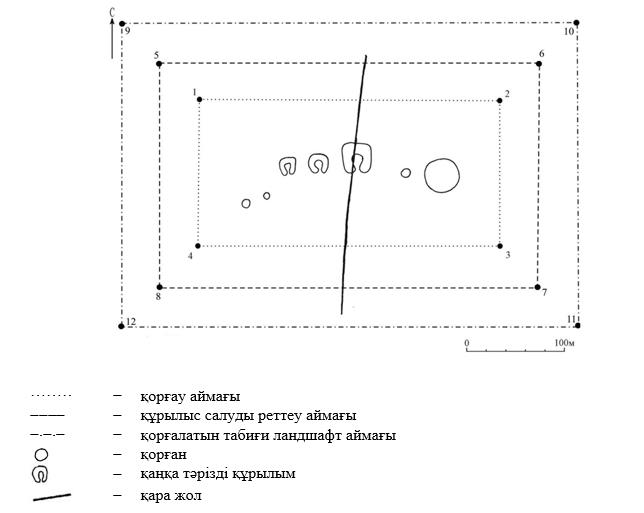 С
9
10
5
6
1
2
4
3
8
7
12
11
0 100м
– қорғау аймағы
– құрылыс салуды реттеу аймағы
– қорғалатын табиғи ландшафт аймағы
– қорған
– қаңқа тәрізді құрылым
– қара жол